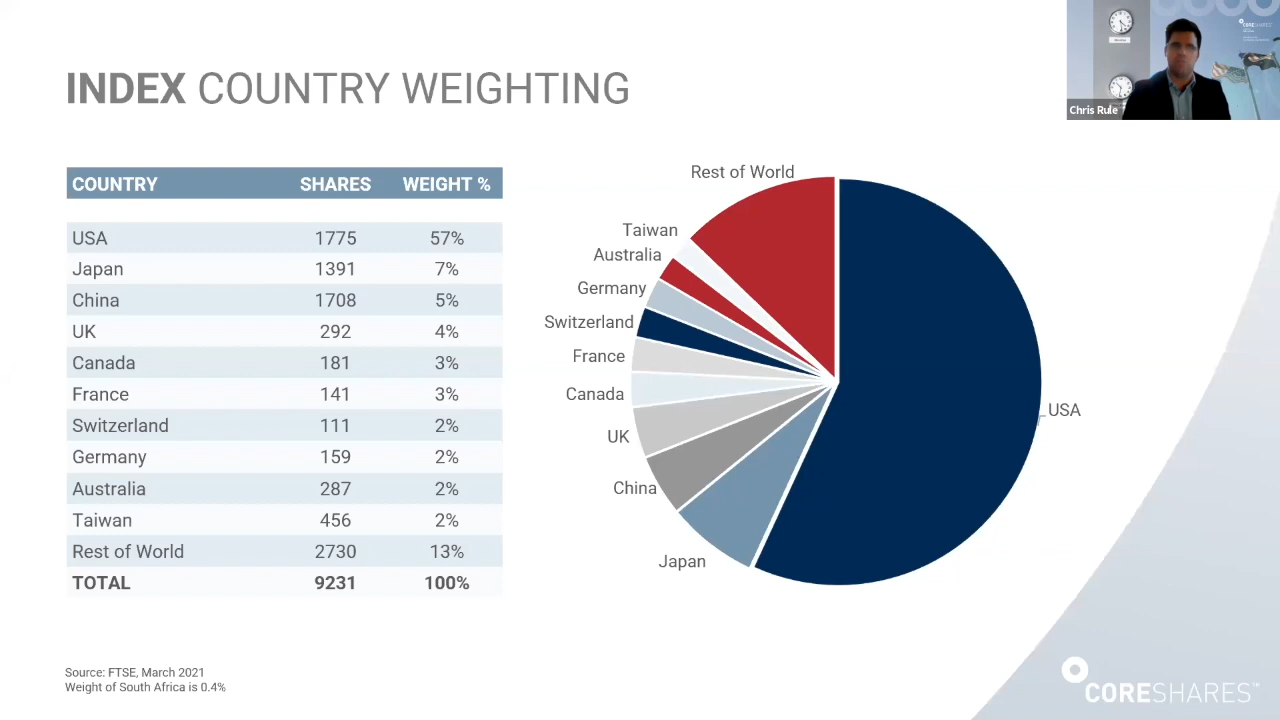 INDEX COUNTRY WEIGHTING
Chris Rule
CORESHARES
COUNTRY SHARES WEIGHT %
USA 1775 57%
Japan 1391 7%
China 1708 5%
UK 292 4%
Canada 181 3%
France 141 3%
Switzerland 111 2%
Germany 159 2%
Australia 287 2%
Taiwan 456 2%
Rest of World 2730 13%
TOTAL 9231 100%
Rest of World
Taiwan
Australia
Germany
Switzerland
France
Canada
UK
China
Japan
USA
Source: FTSE, March 2021
Weight of South Africa is 0.4%
CORESHARES™